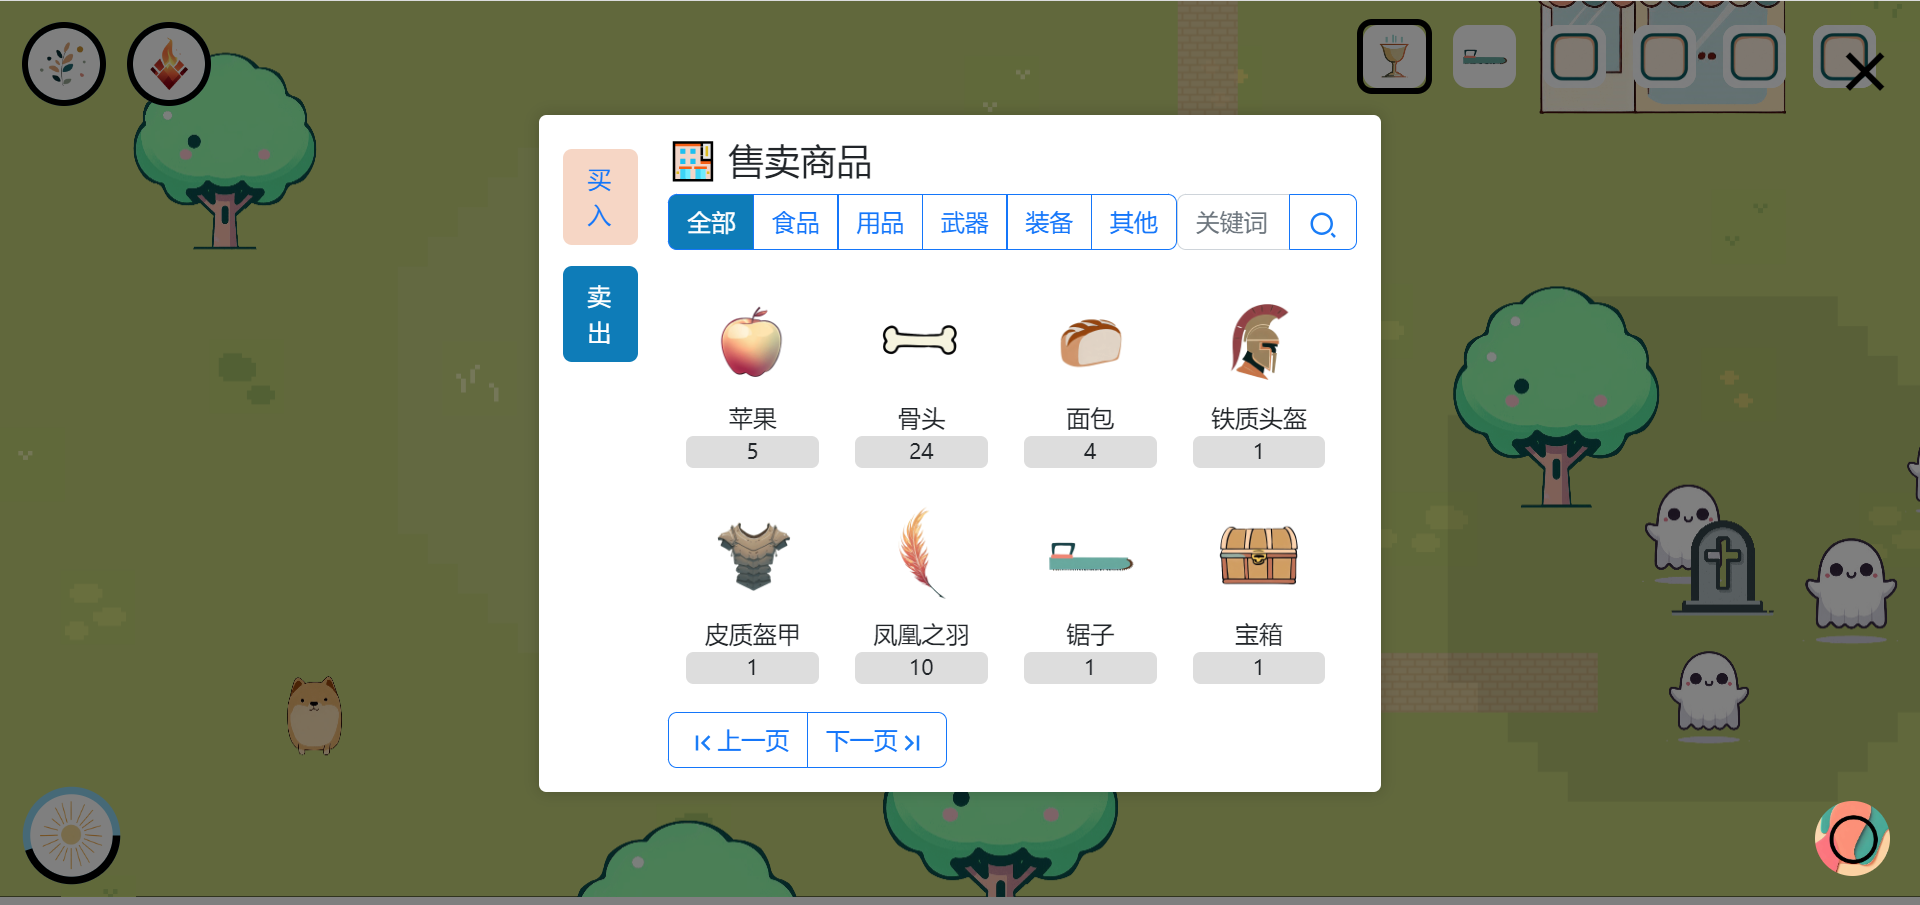 售卖商品
买
入
卖
出
全部 食品 用品 武器 装备 其他 关键词
苹果 骨头 面包 铁质头盔
5 24 4 1
皮质盔甲 凤凰之羽 锯子 宝箱
1 10 1 1
上一页 下一页